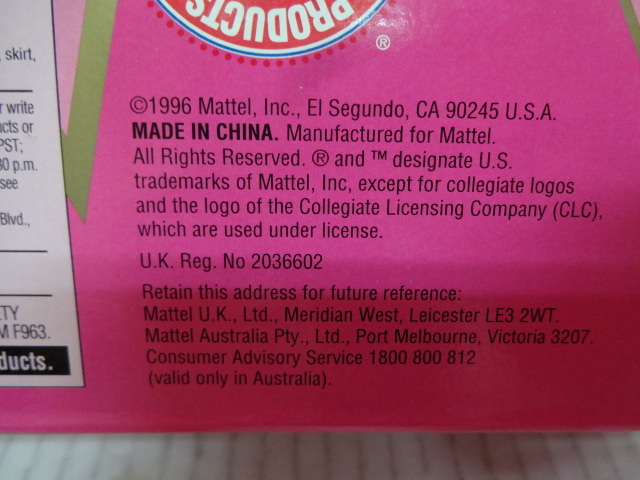 PRODUCTS
®
, skirt,
r write
cts or
PST;
30 p.m.
see
Blvd.,
ETY
M F963.
ducts.
©1996 Mattel, Inc., El Segundo, CA 90245 U.S.A.
MADE IN CHINA. Manufactured for Mattel.
All Rights Reserved. ® and ™ designate U.S.
trademarks of Mattel, Inc, except for collegiate logos
and the logo of the Collegiate Licensing Company (CLC),
which are used under license.
U.K. Reg. No 2036602
Retain this address for future reference:
Mattel U.K., Ltd., Meridian West, Leicester LE3 2WT.
Mattel Australia Pty., Ltd., Port Melbourne, Victoria 3207.
Consumer Advisory Service 1800 800 812
(valid only in Australia).